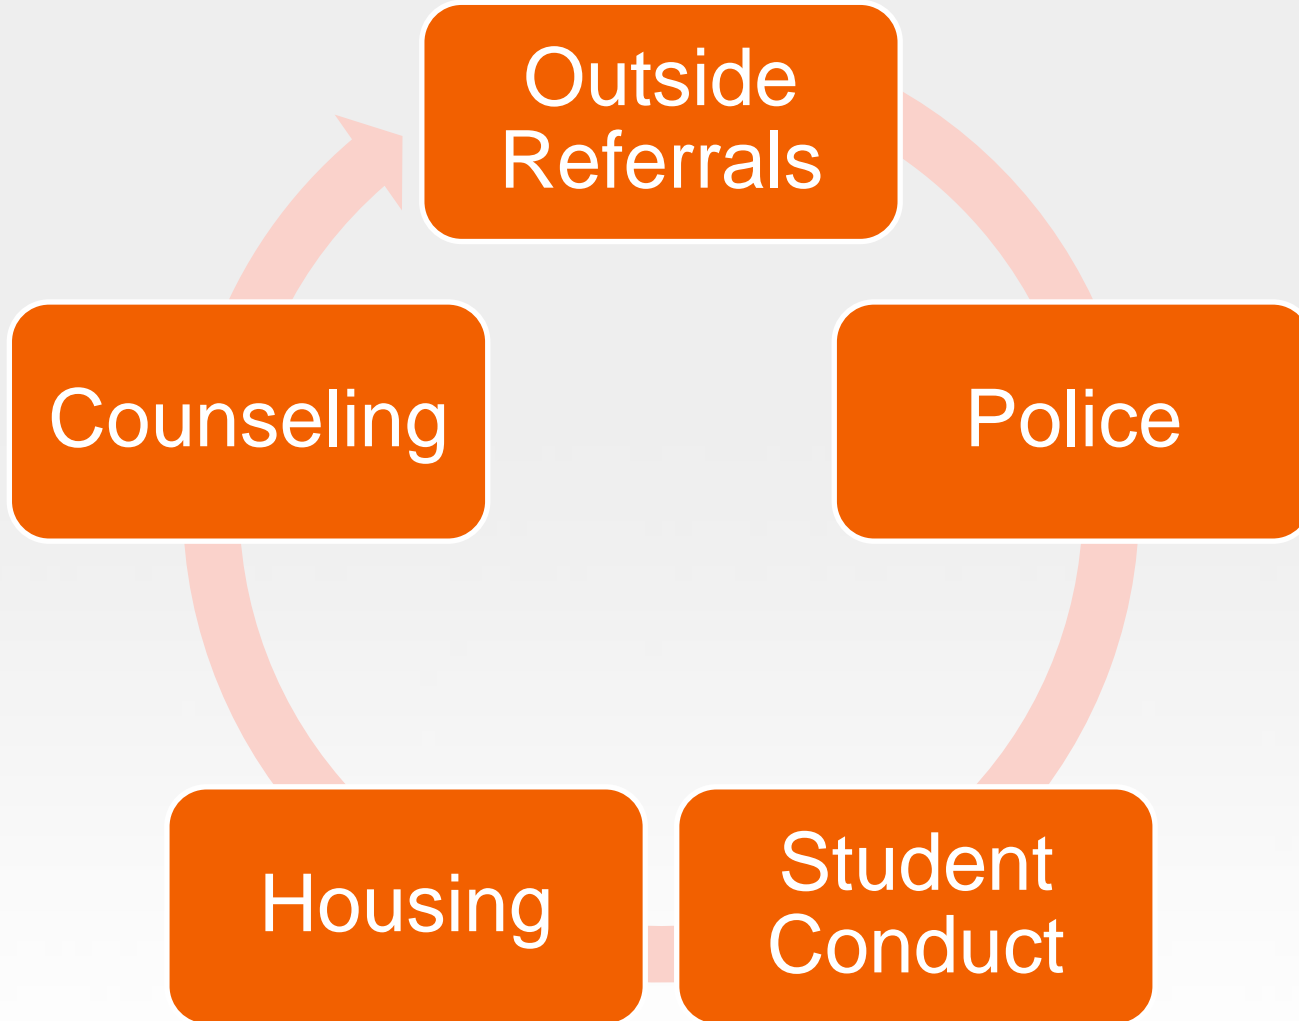 Outside
Referrals
Counseling
Police
Housing
Student
Conduct